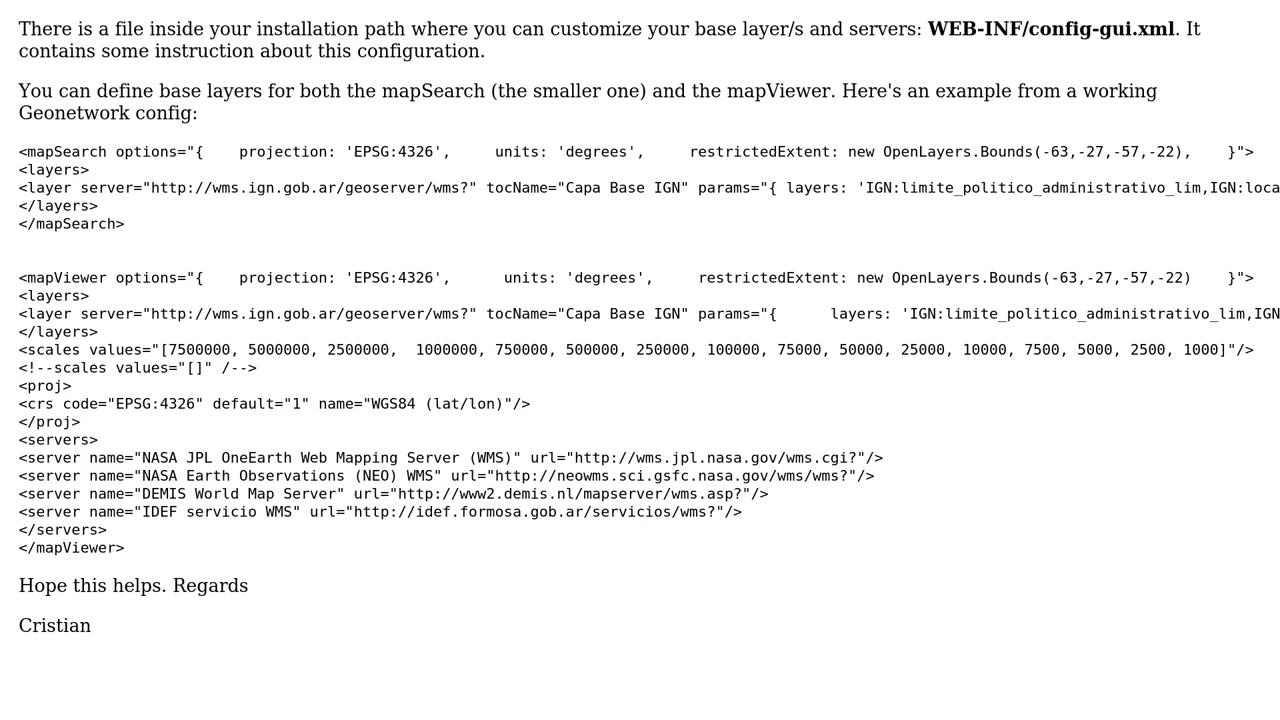 There is a file inside your installation path where you can customize your base layer/s and servers: WEB-INF/config-gui.xml. It
contains some instruction about this configuration.
You can define base layers for both the mapSearch (the smaller one) and the mapViewer. Here's an example from a working
Geonetwork config:
<mapSearch options="{    projection: 'EPSG:4326',     units: 'degrees',     restrictedExtent: new OpenLayers.Bounds(-63,-27,-57,-22),    }">
<layers>
<layer server="http://wms.ign.gob.ar/geoserver/wms?" tocName="Capa Base IGN" params="{ layers: 'IGN:limite_politico_administrativo_lim,IGN:loca
</layers>
</mapSearch>
<mapViewer options="{    projection: 'EPSG:4326',      units: 'degrees',     restrictedExtent: new OpenLayers.Bounds(-63,-27,-57,-22)    }">
<layers>
<layer server="http://wms.ign.gob.ar/geoserver/wms?" tocName="Capa Base IGN" params="{      layers: 'IGN:limite_politico_administrativo_lim,IGN
</layers>
<scales values="[7500000, 5000000, 2500000,  1000000, 750000, 500000, 250000, 100000, 75000, 50000, 25000, 10000, 7500, 5000, 2500, 1000]"/>
<!--scales values="[]" /-->
<proj>
<crs code="EPSG:4326" default="1" name="WGS84 (lat/lon)"/>
</proj>
<servers>
<server name="NASA JPL OneEarth Web Mapping Server (WMS)" url="http://wms.jpl.nasa.gov/wms.cgi?"/>
<server name="NASA Earth Observations (NEO) WMS" url="http://neowms.sci.gsfc.nasa.gov/wms/wms?"/>
<server name="DEMIS World Map Server" url="http://www2.demis.nl/mapserver/wms.asp?"/>
<server name="IDEF servicio WMS" url="http://idef.formosa.gob.ar/servicios/wms?"/>
</servers>
</mapViewer>
Hope this helps. Regards
Cristian